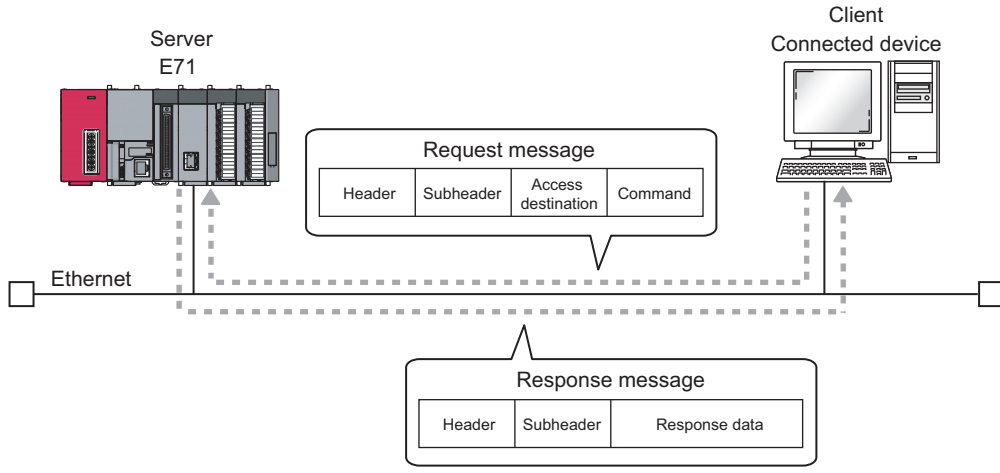 Server
E71
Client
Connected device
Request message
Header
Subheader
Access
destination
Command
Ethernet
Response message
Header
Subheader
Response data